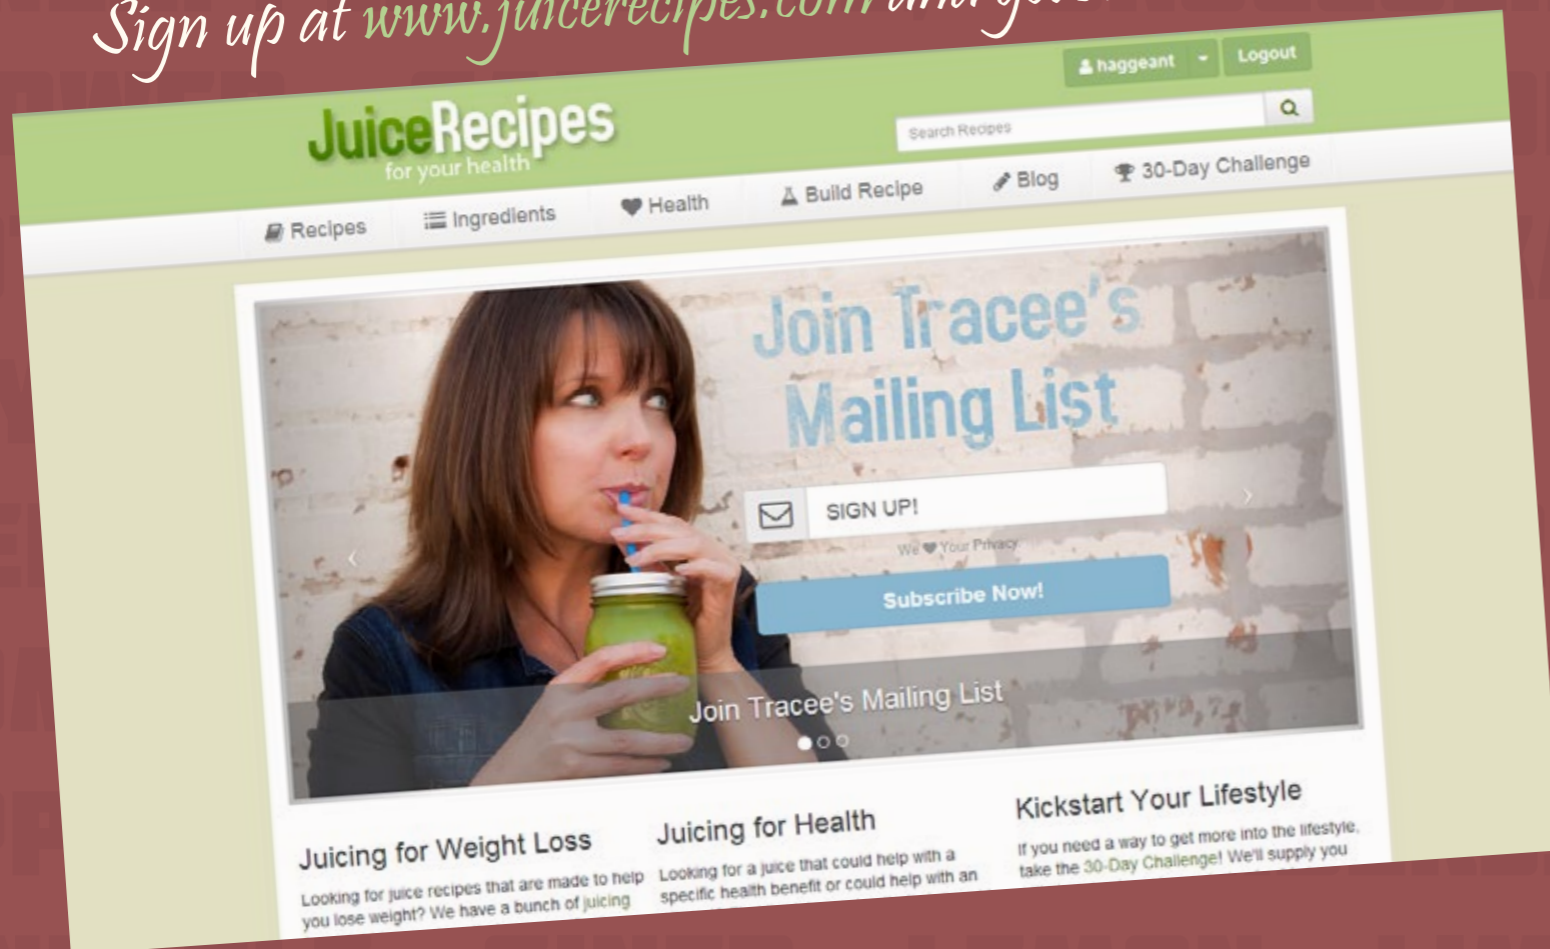 Sign up at www.juicerecipes.com and
haggeant
Logout
JuiceRecipes
for your health
Search Recipes
Recipes
Ingredients
Health
Build Recipe
Blog
30-Day Challenge
Join Tracee's
Mailing List
SIGN UP!
We Your Privacy.
Subscribe Now!
Join Tracee's Mailing List
Juicing for Weight Loss
Looking for juice recipes that are made to help
you lose weight? We have a bunch of juicing
Juicing for Health
Looking for a juice that could help with a
specific health benefit or could help with an
Kickstart Your Lifestyle
If you need a way to get more into the lifestyle,
take the 30-Day Challenge! We'll supply you